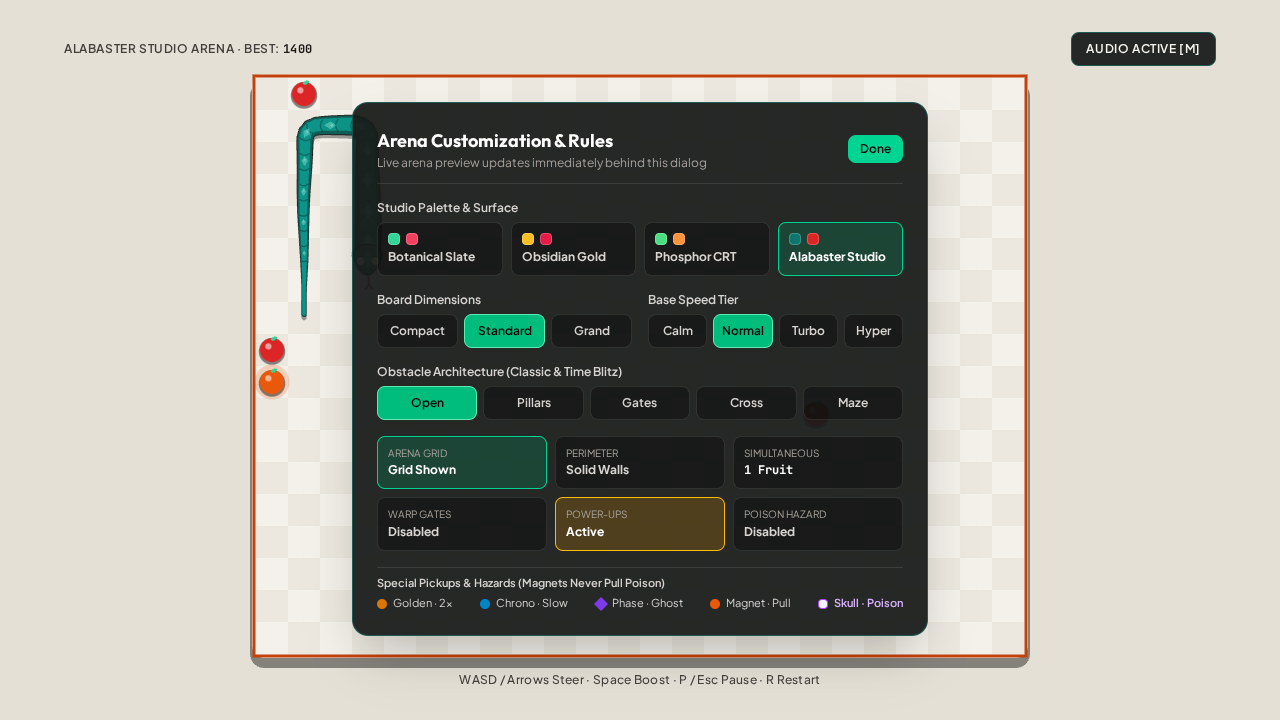 ALABASTER STUDIO ARENA · BEST: 1400
AUDIO ACTIVE [M]
Arena Customization & Rules
Live arena preview updates immediately behind this dialog
Done
Studio Palette & Surface
Botanical Slate
Obsidian Gold
Phosphor CRT
Alabaster Studio
Board Dimensions
Base Speed Tier
Compact
Standard
Grand
Calm
Normal
Turbo
Hyper
Obstacle Architecture (Classic & Time Blitz)
Open
Pillars
Gates
Cross
Maze
ARENA GRID
Grid Shown
PERIMETER
Solid Walls
SIMULTANEOUS
1 Fruit
WARP GATES
Disabled
POWER-UPS
Active
POISON HAZARD
Disabled
Special Pickups & Hazards (Magnets Never Pull Poison)
Golden · 2×
Chrono · Slow
Phase · Ghost
Magnet · Pull
Skull · Poison
WASD / Arrows Steer · Space Boost · P / Esc Pause · R Restart